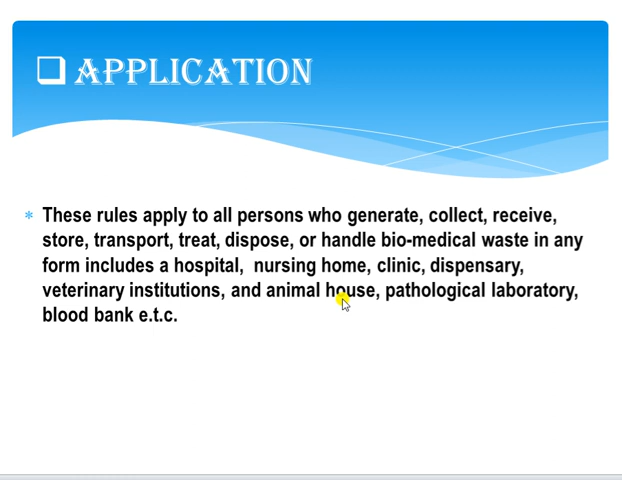 ❑ APPLICATION
* These rules apply to all persons who generate, collect, receive,
store, transport, treat, dispose, or handle bio-medical waste in any
form includes a hospital, nursing home, clinic, dispensary,
veterinary institutions, and animal house, pathological laboratory,
blood bank e.t.c.